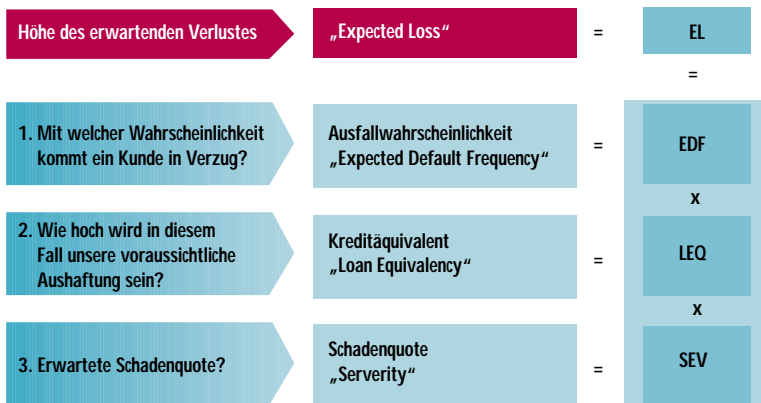 Höhe des erwartenden Verlustes
„Expected Loss“
=
EL
=
1. Mit welcher Wahrscheinlichkeit
kommt ein Kunde in Verzug?
Ausfallwahrscheinlichkeit
„Expected Default Frequency“
=
EDF
x
2. Wie hoch wird in diesem
Fall unsere voraussichtliche
Aushaftung sein?
Kreditäquivalent
„Loan Equivalency“
=
LEQ
x
3. Erwartete Schadenquote?
Schadenquote
„Serverity“
=
SEV